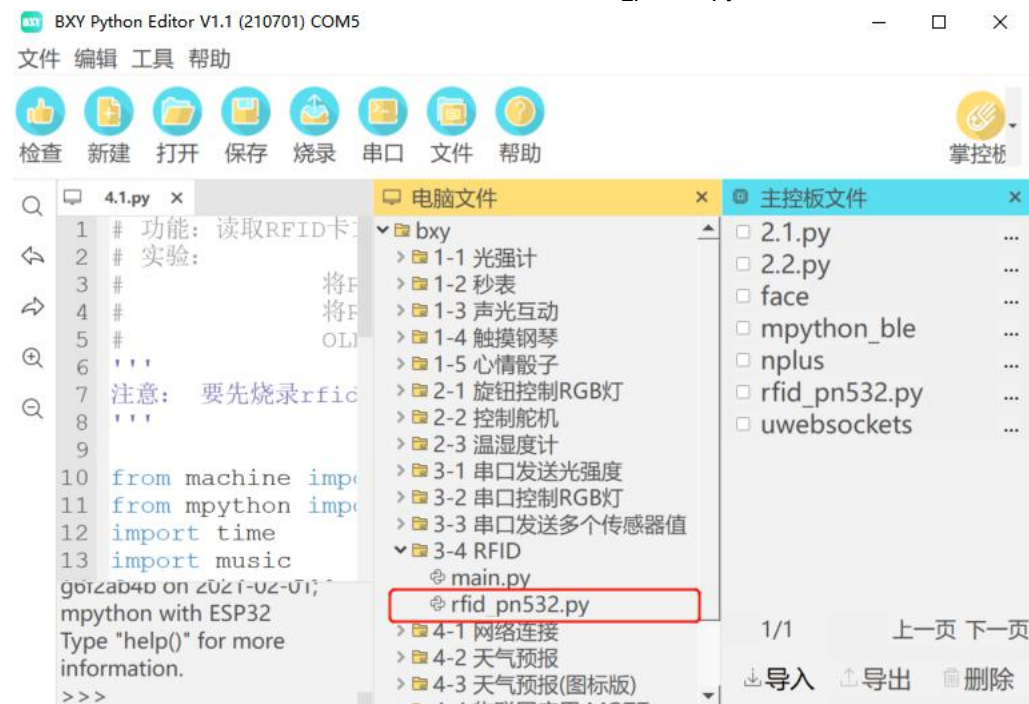 BXY Python Editor V1.1 (210701) COM5
文件 编辑 工具 帮助
检查 新建 打开 保存 烧录 串口 文件 帮助 掌控板
4.1.py ×
1 # 功能: 读取RFID卡
2 # 实验:
3 # 将
4 # 将
5 # OL
6 '''
7 注意: 要先烧录rfid
8 '''
9
10 from machine imp
11 from mpython imp
12 import time
13 import music
g6f2ab4b on 2021-02-01;
mpython with ESP32
Type "help()" for more
information.
>>>
电脑文件 ×
bxy
1-1 光强计
1-2 秒表
1-3 声光互动
1-4 触摸钢琴
1-5 心情骰子
2-1 旋钮控制RGB灯
2-2 控制舵机
2-3 温湿度计
3-1 串口发送光强度
3-2 串口控制RGB灯
3-3 串口发送多个传感器值
3-4 RFID
main.py
rfid_pn532.py
4-1 网络连接
4-2 天气预报
4-3 天气预报(图标版)
主控板文件 ×
2.1.py ...
2.2.py ...
face ...
mpython_ble ...
nplus ...
rfid_pn532.py ...
uwebsockets ...
1/1 上一页 下一页
导入 导出 删除